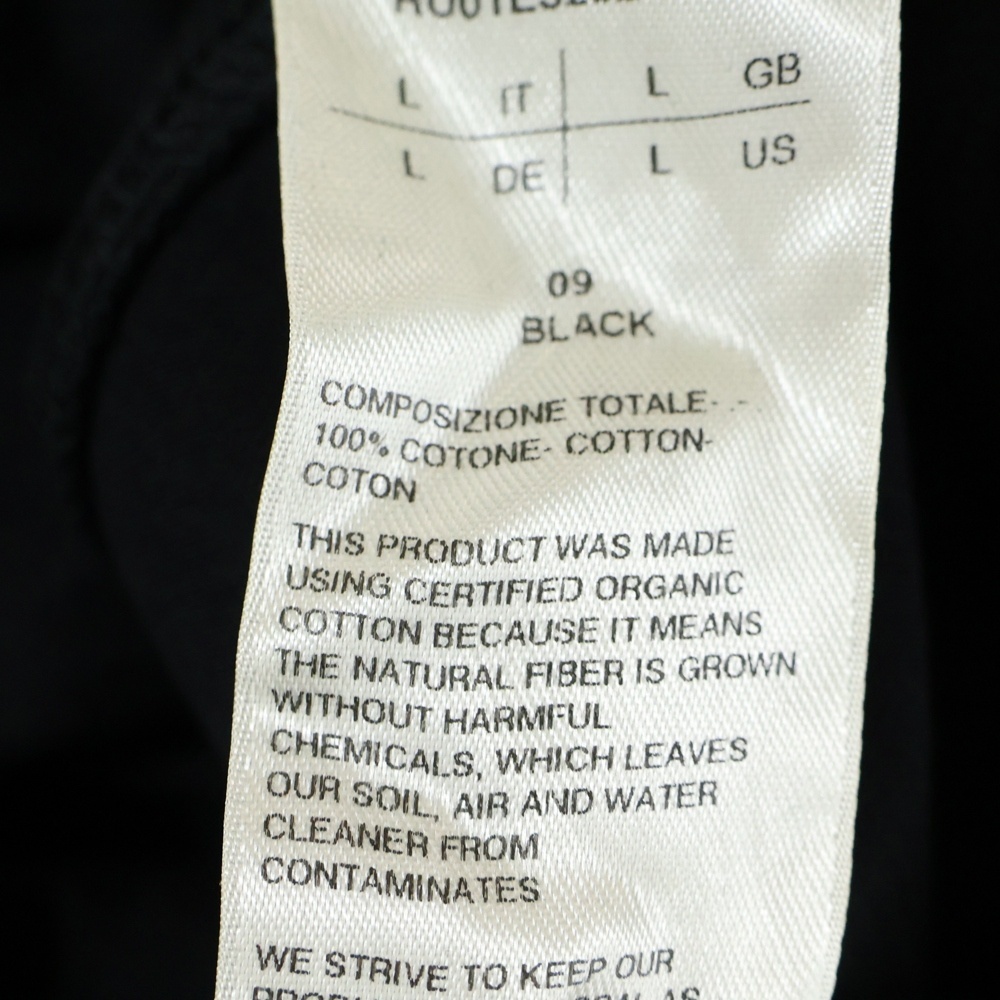 L IT L GB
L DE L US
09
BLACK
COMPOSIZIONE TOTALE-
100% COTONE- COTTON-
COTON
THIS PRODUCT WAS MADE
USING CERTIFIED ORGANIC
COTTON BECAUSE IT MEANS
THE NATURAL FIBER IS GROWN
WITHOUT HARMFUL
CHEMICALS, WHICH LEAVES
OUR SOIL, AIR AND WATER
CLEANER FROM
CONTAMINATES
WE STRIVE TO KEEP OUR
AS